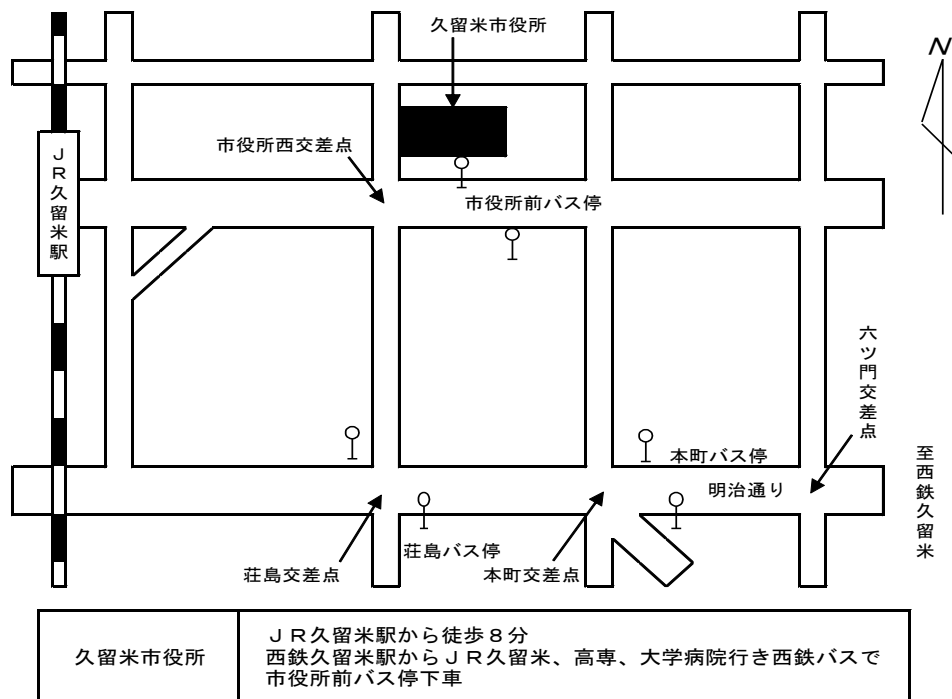 久留米市役所
N
市役所西交差点
JR久留米駅
市役所前バス停
六ツ門交差点
本町バス停
明治通り
至西鉄久留米
荘島バス停
荘島交差点
本町交差点
久留米市役所
JR久留米駅から徒歩8分
西鉄久留米駅からJR久留米、高専、大学病院行き西鉄バスで
市役所前バス停下車